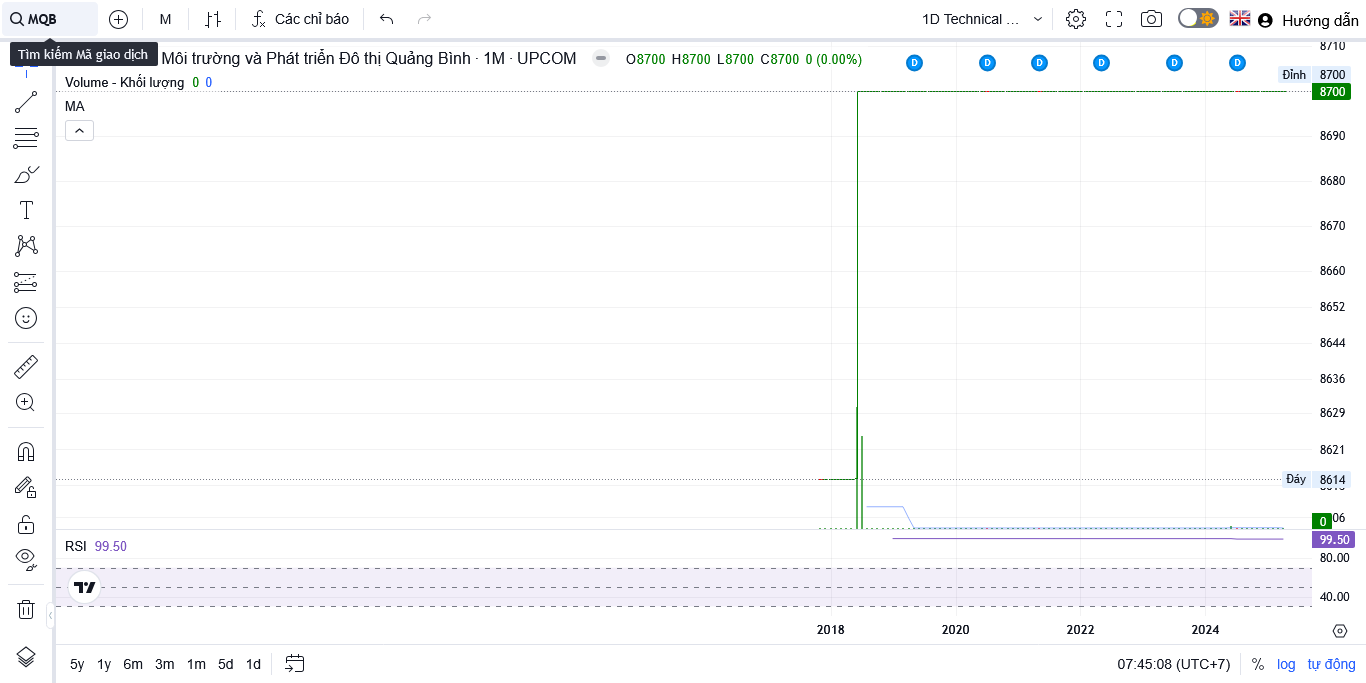 MQB
M
Các chỉ báo
1D Technical ...
Hướng dẫn
Tìm kiếm Mã giao dịch
Môi trường và Phát triển Đô thị Quảng Bình · 1M · UPCOM
O8700 H8700 L8700 C8700 0 (0.00%)
Volume - Khối lượng 0 0
MA
D D D D D D
8710
Đỉnh 8700
8700
8690
8680
8670
8660
8652
8644
8636
8629
8621
Đáy 8614
0
RSI 99.50
99.50
80.00
40.00
2018 2020 2022 2024
5y 1y 6m 3m 1m 5d 1d
07:45:08 (UTC+7) % log tự động